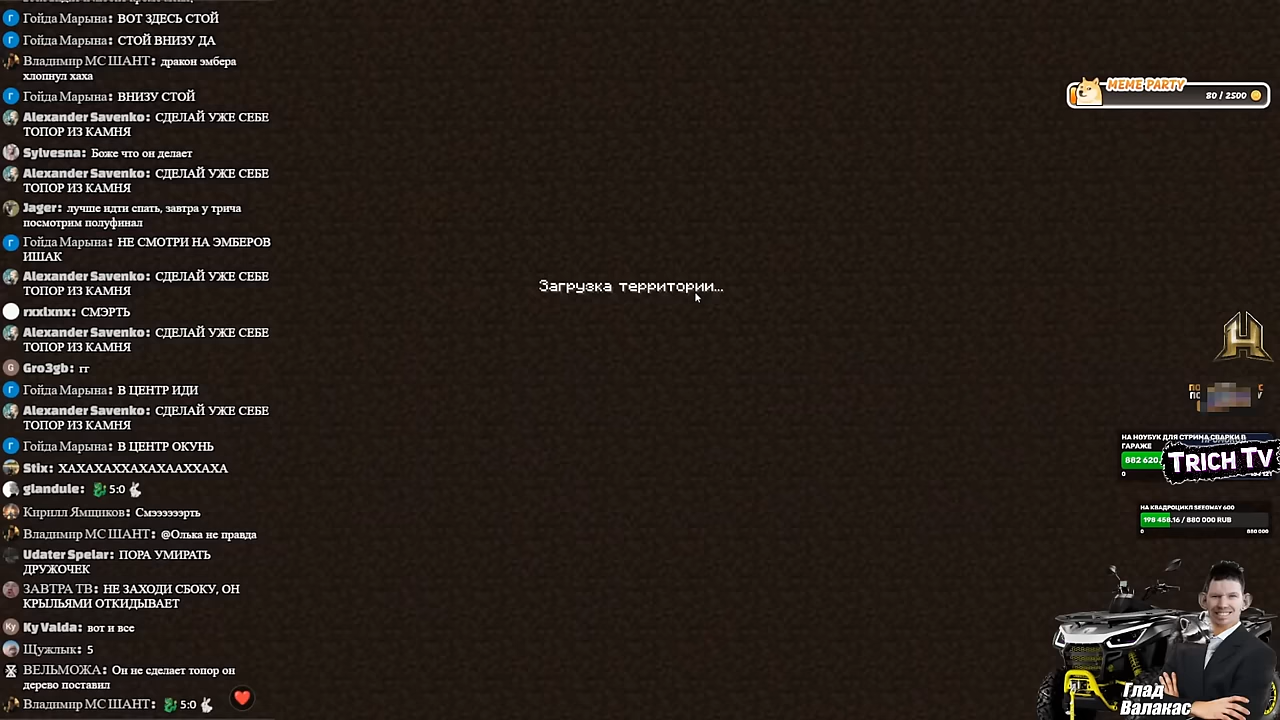 Гойда Марына: ВОТ ЗДЕСЬ СТОЙ
Гойда Марына: СТОЙ ВНИЗУ ДА
Владимир МС ШАНТ: дракон эмбера
хлопнул хаха
Гойда Марына: ВНИЗУ СТОЙ
Alexander Savenko: СДЕЛАЙ УЖЕ СЕБЕ
ТОПОР ИЗ КАМНЯ
Sylvesna: Боже что он делает
Alexander Savenko: СДЕЛАЙ УЖЕ СЕБЕ
ТОПОР ИЗ КАМНЯ
Jager: лучше идти спать, завтра у трича
посмотрим полуфинал
Гойда Марына: НЕ СМОТРИ НА ЭМБЕРОВ
ИШАК
Alexander Savenko: СДЕЛАЙ УЖЕ СЕБЕ
ТОПОР ИЗ КАМНЯ
rxxlxnx: СМЭРТЬ
Alexander Savenko: СДЕЛАЙ УЖЕ СЕБЕ
ТОПОР ИЗ КАМНЯ
Gro3gb: гг
Гойда Марына: В ЦЕНТР ИДИ
Alexander Savenko: СДЕЛАЙ УЖЕ СЕБЕ
ТОПОР ИЗ КАМНЯ
Гойда Марына: В ЦЕНТР ОКУНЬ
Stix: ХАХАХАХХАХАХААХХАХА
glandule: 🐉 5:0 🐇
Кирилл Ямщиков: Смэээээрть
Владимир МС ШАНТ: @Олька не правда
Udater Spelar: ПОРА УМИРАТЬ
ДРУЖОЧЕК
ЗАВТРА ТВ: НЕ ЗАХОДИ СБОКУ, ОН
КРЫЛЬЯМИ ОТКИДЫВАЕТ
Ky Valda: вот и все
Щужлык: 5
ВЕЛЬМОЖА: Он не сделает топор он
дерево поставил
Владимир МС ШАНТ: 🐉 5:0 🐇
Загрузка территории...
MEME PARTY
80 / 2500
НА НОУБУК ДЛЯ СТРИМА СВАРКИ В
ГАРАЖЕ
882 620
0
TRICH TV
НА КВАДРОЦИКЛ SEEGWAY 600
198 458.16 / 880 000 RUB
0 880 000
Глад
Валакас